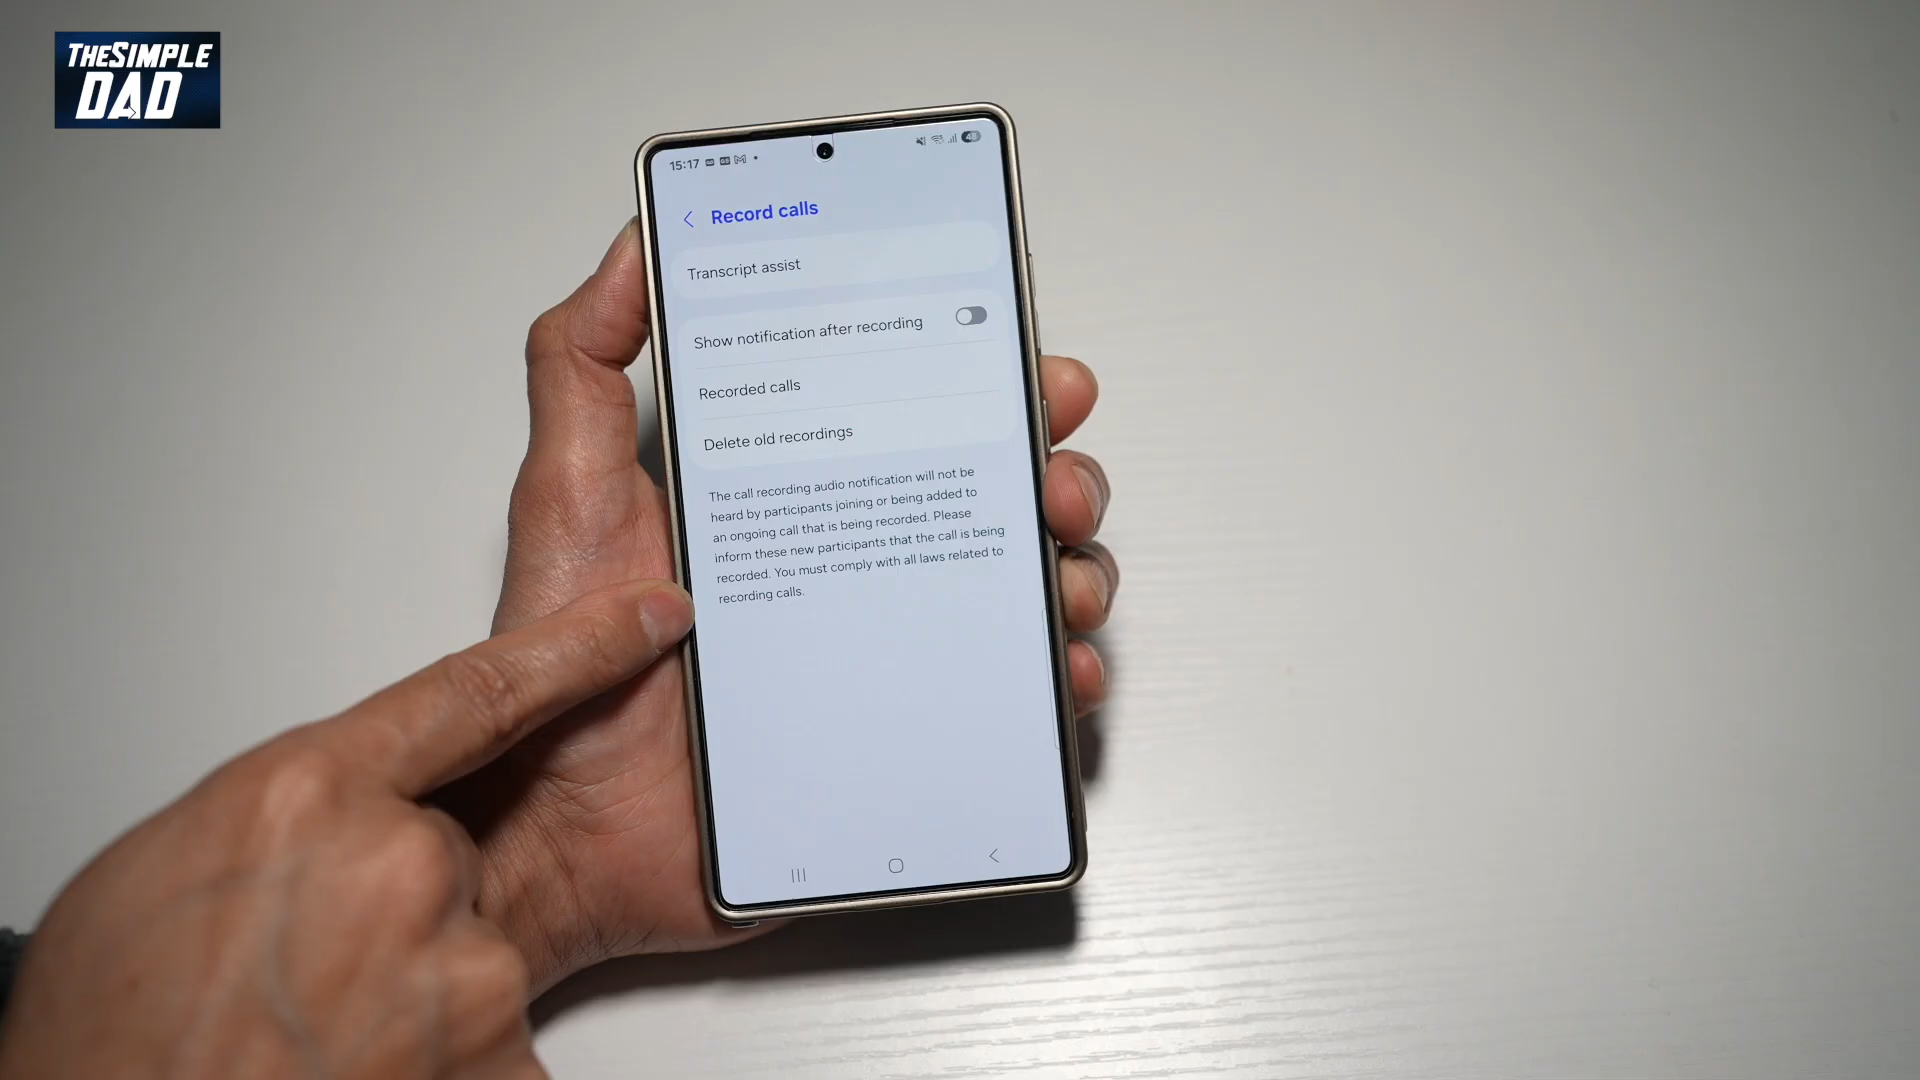 THE SIMPLE
DAD
15:17
Record calls
Transcript assist
Show notification after recording
Recorded calls
Delete old recordings
The call recording audio notification will not be
heard by participants joining or being added to
an ongoing call that is being recorded. Please
inform these new participants that the call is being
recorded. You must comply with all laws related to
recording calls.